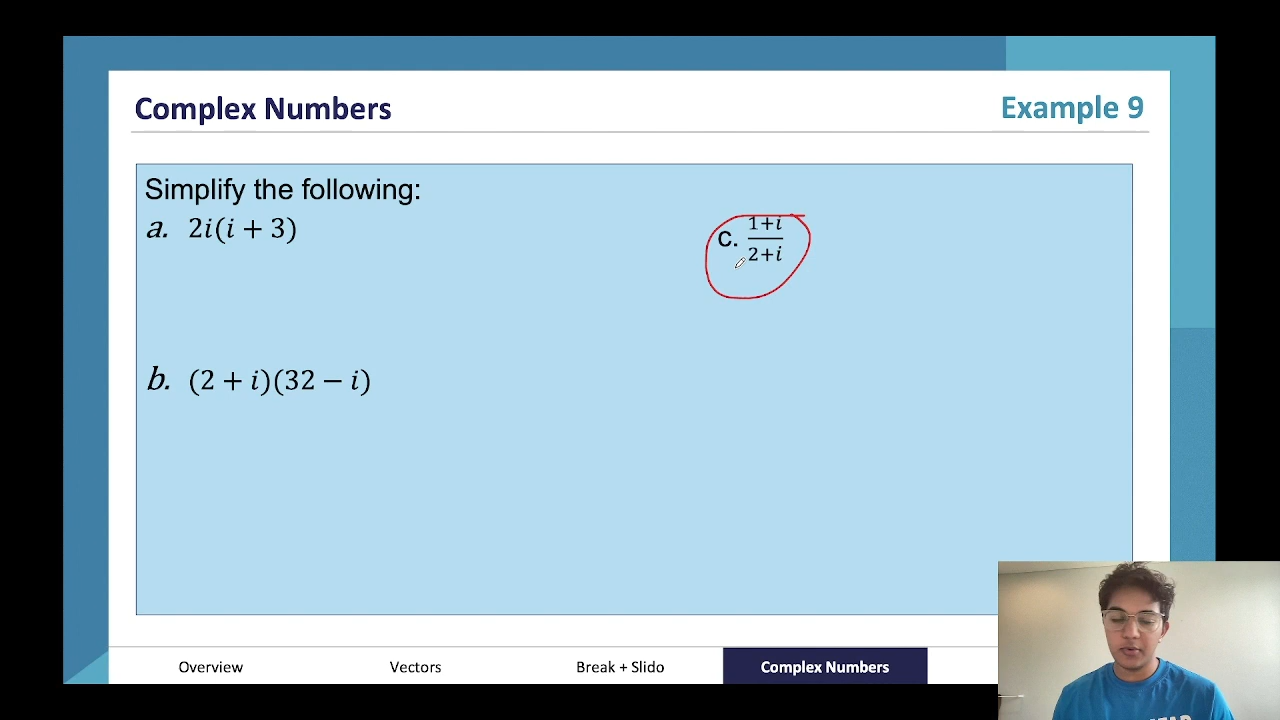 Complex Numbers
Example 9
Simplify the following:
a. 2i(i + 3)
c. 1+i
2+i
b. (2 + i)(32 − i)
Overview
Vectors
Break + Slido
Complex Numbers